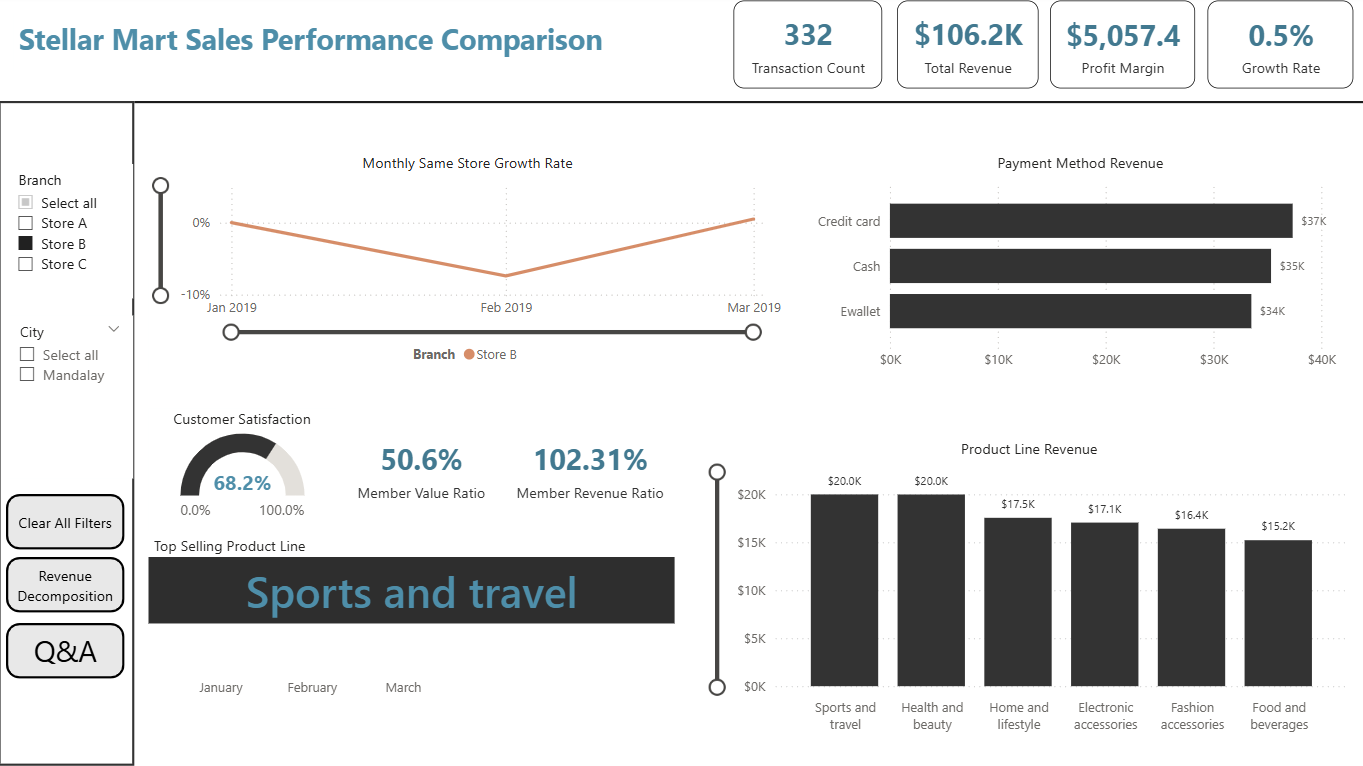 Stellar Mart Sales Performance Comparison
332
Transaction Count
$106.2K
Total Revenue
$5,057.4
Profit Margin
0.5%
Growth Rate
Branch
Select all
Store A
Store B
Store C
City
Select all
Mandalay
Clear All Filters
Revenue
Decomposition
Q&A
Monthly Same Store Growth Rate
0%
-10%
Jan 2019
Feb 2019
Mar 2019
Branch Store B
Payment Method Revenue
Credit card
$37K
Cash
$35K
Ewallet
$34K
$0K
$10K
$20K
$30K
$40K
Customer Satisfaction
68.2%
0.0%
100.0%
50.6%
Member Value Ratio
102.31%
Member Revenue Ratio
Top Selling Product Line
Sports and travel
January
February
March
Product Line Revenue
$20K
$15K
$10K
$5K
$0K
$20.0K
$20.0K
$17.5K
$17.1K
$16.4K
$15.2K
Sports and
travel
Health and
beauty
Home and
lifestyle
Electronic
accessories
Fashion
accessories
Food and
beverages